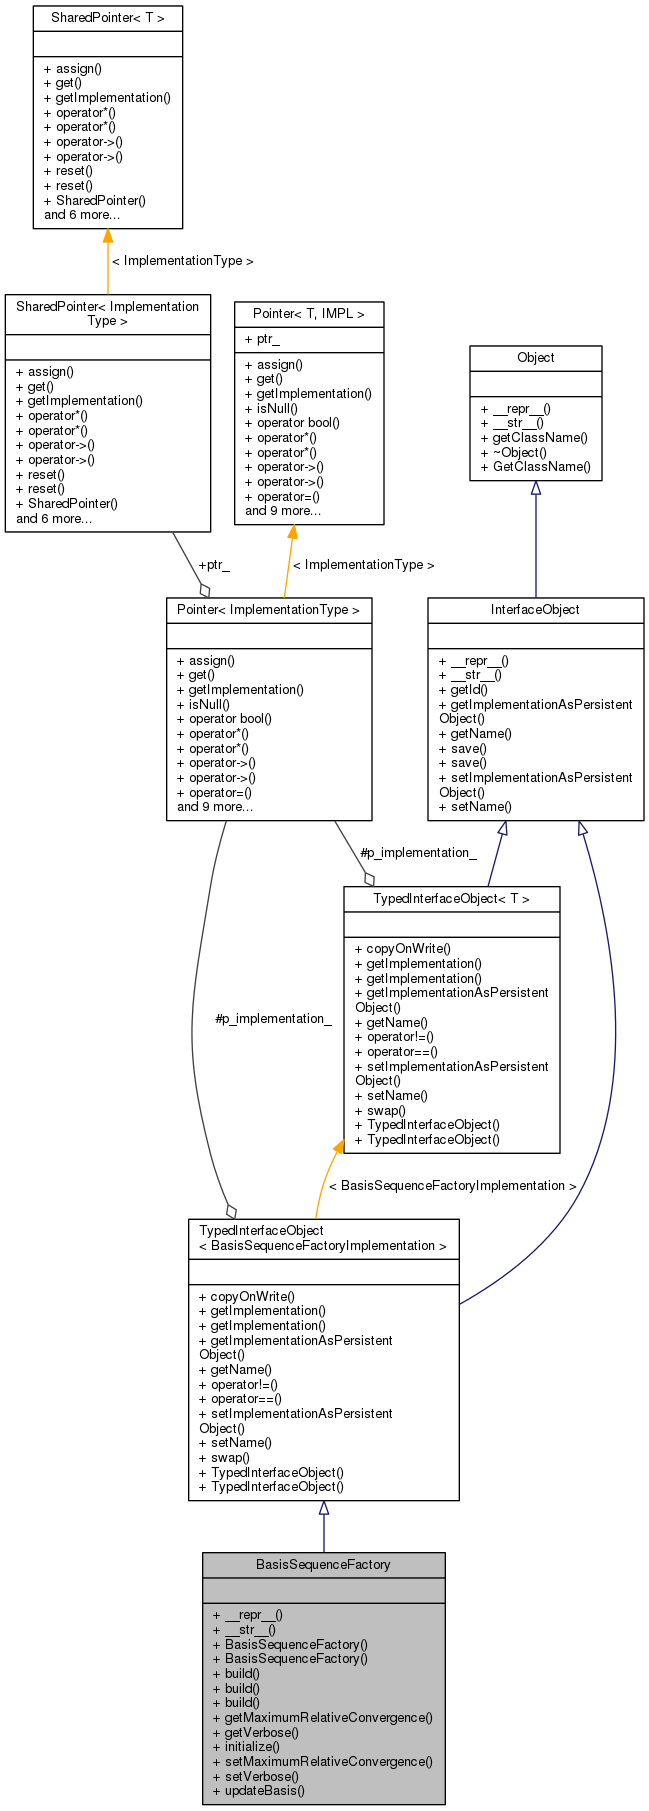 SharedPointer< T >
+ assign()
+ get()
+ getImplementation()
+ operator*()
+ operator*()
+ operator->()
+ operator->()
+ reset()
+ reset()
+ SharedPointer()
and 6 more...
< ImplementationType >
SharedPointer< Implementation
Type >
+ assign()
+ get()
+ getImplementation()
+ operator*()
+ operator*()
+ operator->()
+ operator->()
+ reset()
+ reset()
+ SharedPointer()
and 6 more...
Pointer< T, IMPL >
+ ptr_
+ assign()
+ get()
+ getImplementation()
+ isNull()
+ operator bool()
+ operator*()
+ operator*()
+ operator->()
+ operator->()
+ operator=()
and 9 more...
Object
+ __repr__()
+ __str__()
+ getClassName()
+ ~Object()
+ GetClassName()
+ptr_
< ImplementationType >
Pointer< ImplementationType >
+ assign()
+ get()
+ getImplementation()
+ isNull()
+ operator bool()
+ operator*()
+ operator*()
+ operator->()
+ operator->()
+ operator=()
and 9 more...
InterfaceObject
+ __repr__()
+ __str__()
+ getId()
+ getImplementationAsPersistent
Object()
+ getName()
+ save()
+ save()
+ setImplementationAsPersistent
Object()
+ setName()
#p_implementation_
TypedInterfaceObject< T >
+ copyOnWrite()
+ getImplementation()
+ getImplementation()
+ getImplementationAsPersistent
Object()
+ getName()
+ operator!=()
+ operator==()
+ setImplementationAsPersistent
Object()
+ setName()
+ swap()
+ TypedInterfaceObject()
+ TypedInterfaceObject()
#p_implementation_
< BasisSequenceFactoryImplementation >
TypedInterfaceObject
< BasisSequenceFactoryImplementation >
+ copyOnWrite()
+ getImplementation()
+ getImplementation()
+ getImplementationAsPersistent
Object()
+ getName()
+ operator!=()
+ operator==()
+ setImplementationAsPersistent
Object()
+ setName()
+ swap()
+ TypedInterfaceObject()
+ TypedInterfaceObject()
BasisSequenceFactory
+ __repr__()
+ __str__()
+ BasisSequenceFactory()
+ BasisSequenceFactory()
+ build()
+ build()
+ build()
+ getMaximumRelativeConvergence()
+ getVerbose()
+ initialize()
+ setMaximumRelativeConvergence()
+ setVerbose()
+ updateBasis()